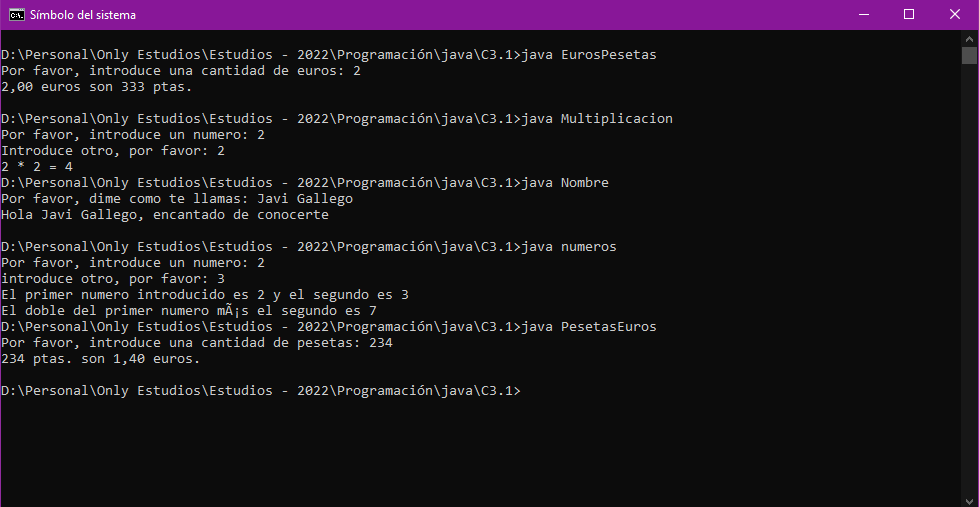 Símbolo del sistema
D:\Personal\Only Estudios\Estudios - 2022\Programación\java\C3.1>java EurosPesetas
Por favor, introduce una cantidad de euros: 2
2,00 euros son 333 ptas.
D:\Personal\Only Estudios\Estudios - 2022\Programación\java\C3.1>java Multiplicacion
Por favor, introduce un numero: 2
Introduce otro, por favor: 2
2 * 2 = 4
D:\Personal\Only Estudios\Estudios - 2022\Programación\java\C3.1>java Nombre
Por favor, dime como te llamas: Javi Gallego
Hola Javi Gallego, encantado de conocerte
D:\Personal\Only Estudios\Estudios - 2022\Programación\java\C3.1>java numeros
Por favor, introduce un numero: 2
introduce otro, por favor: 3
El primer numero introducido es 2 y el segundo es 3
El doble del primer numero mÃ¡s el segundo es 7
D:\Personal\Only Estudios\Estudios - 2022\Programación\java\C3.1>java PesetasEuros
Por favor, introduce una cantidad de pesetas: 234
234 ptas. son 1,40 euros.
D:\Personal\Only Estudios\Estudios - 2022\Programación\java\C3.1>